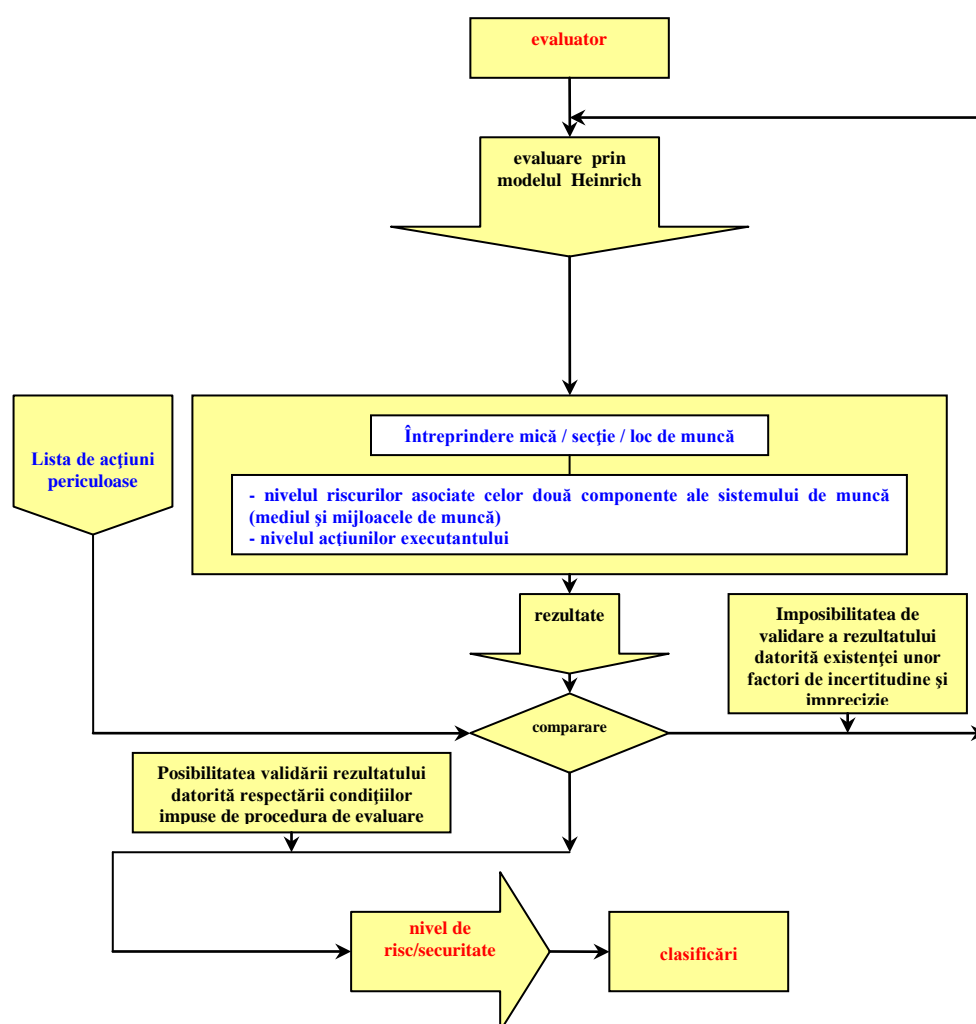 evaluator
evaluare prin
modelul Heinrich
Întreprindere mică / secţie / loc de muncă
Lista de acţiuni
periculoase
- nivelul riscurilor asociate celor două componente ale sistemului de muncă
(mediul şi mijloacele de muncă)
- nivelul acţiunilor executantului
rezultate
Imposibilitatea de
validare a rezultatului
datorită existenţei unor
factori de incertitudine şi
imprecizie
comparare
Posibilitatea validării rezultatului
datorită respectării condiţiilor
impuse de procedura de evaluare
nivel de
risc/securitate
clasificări